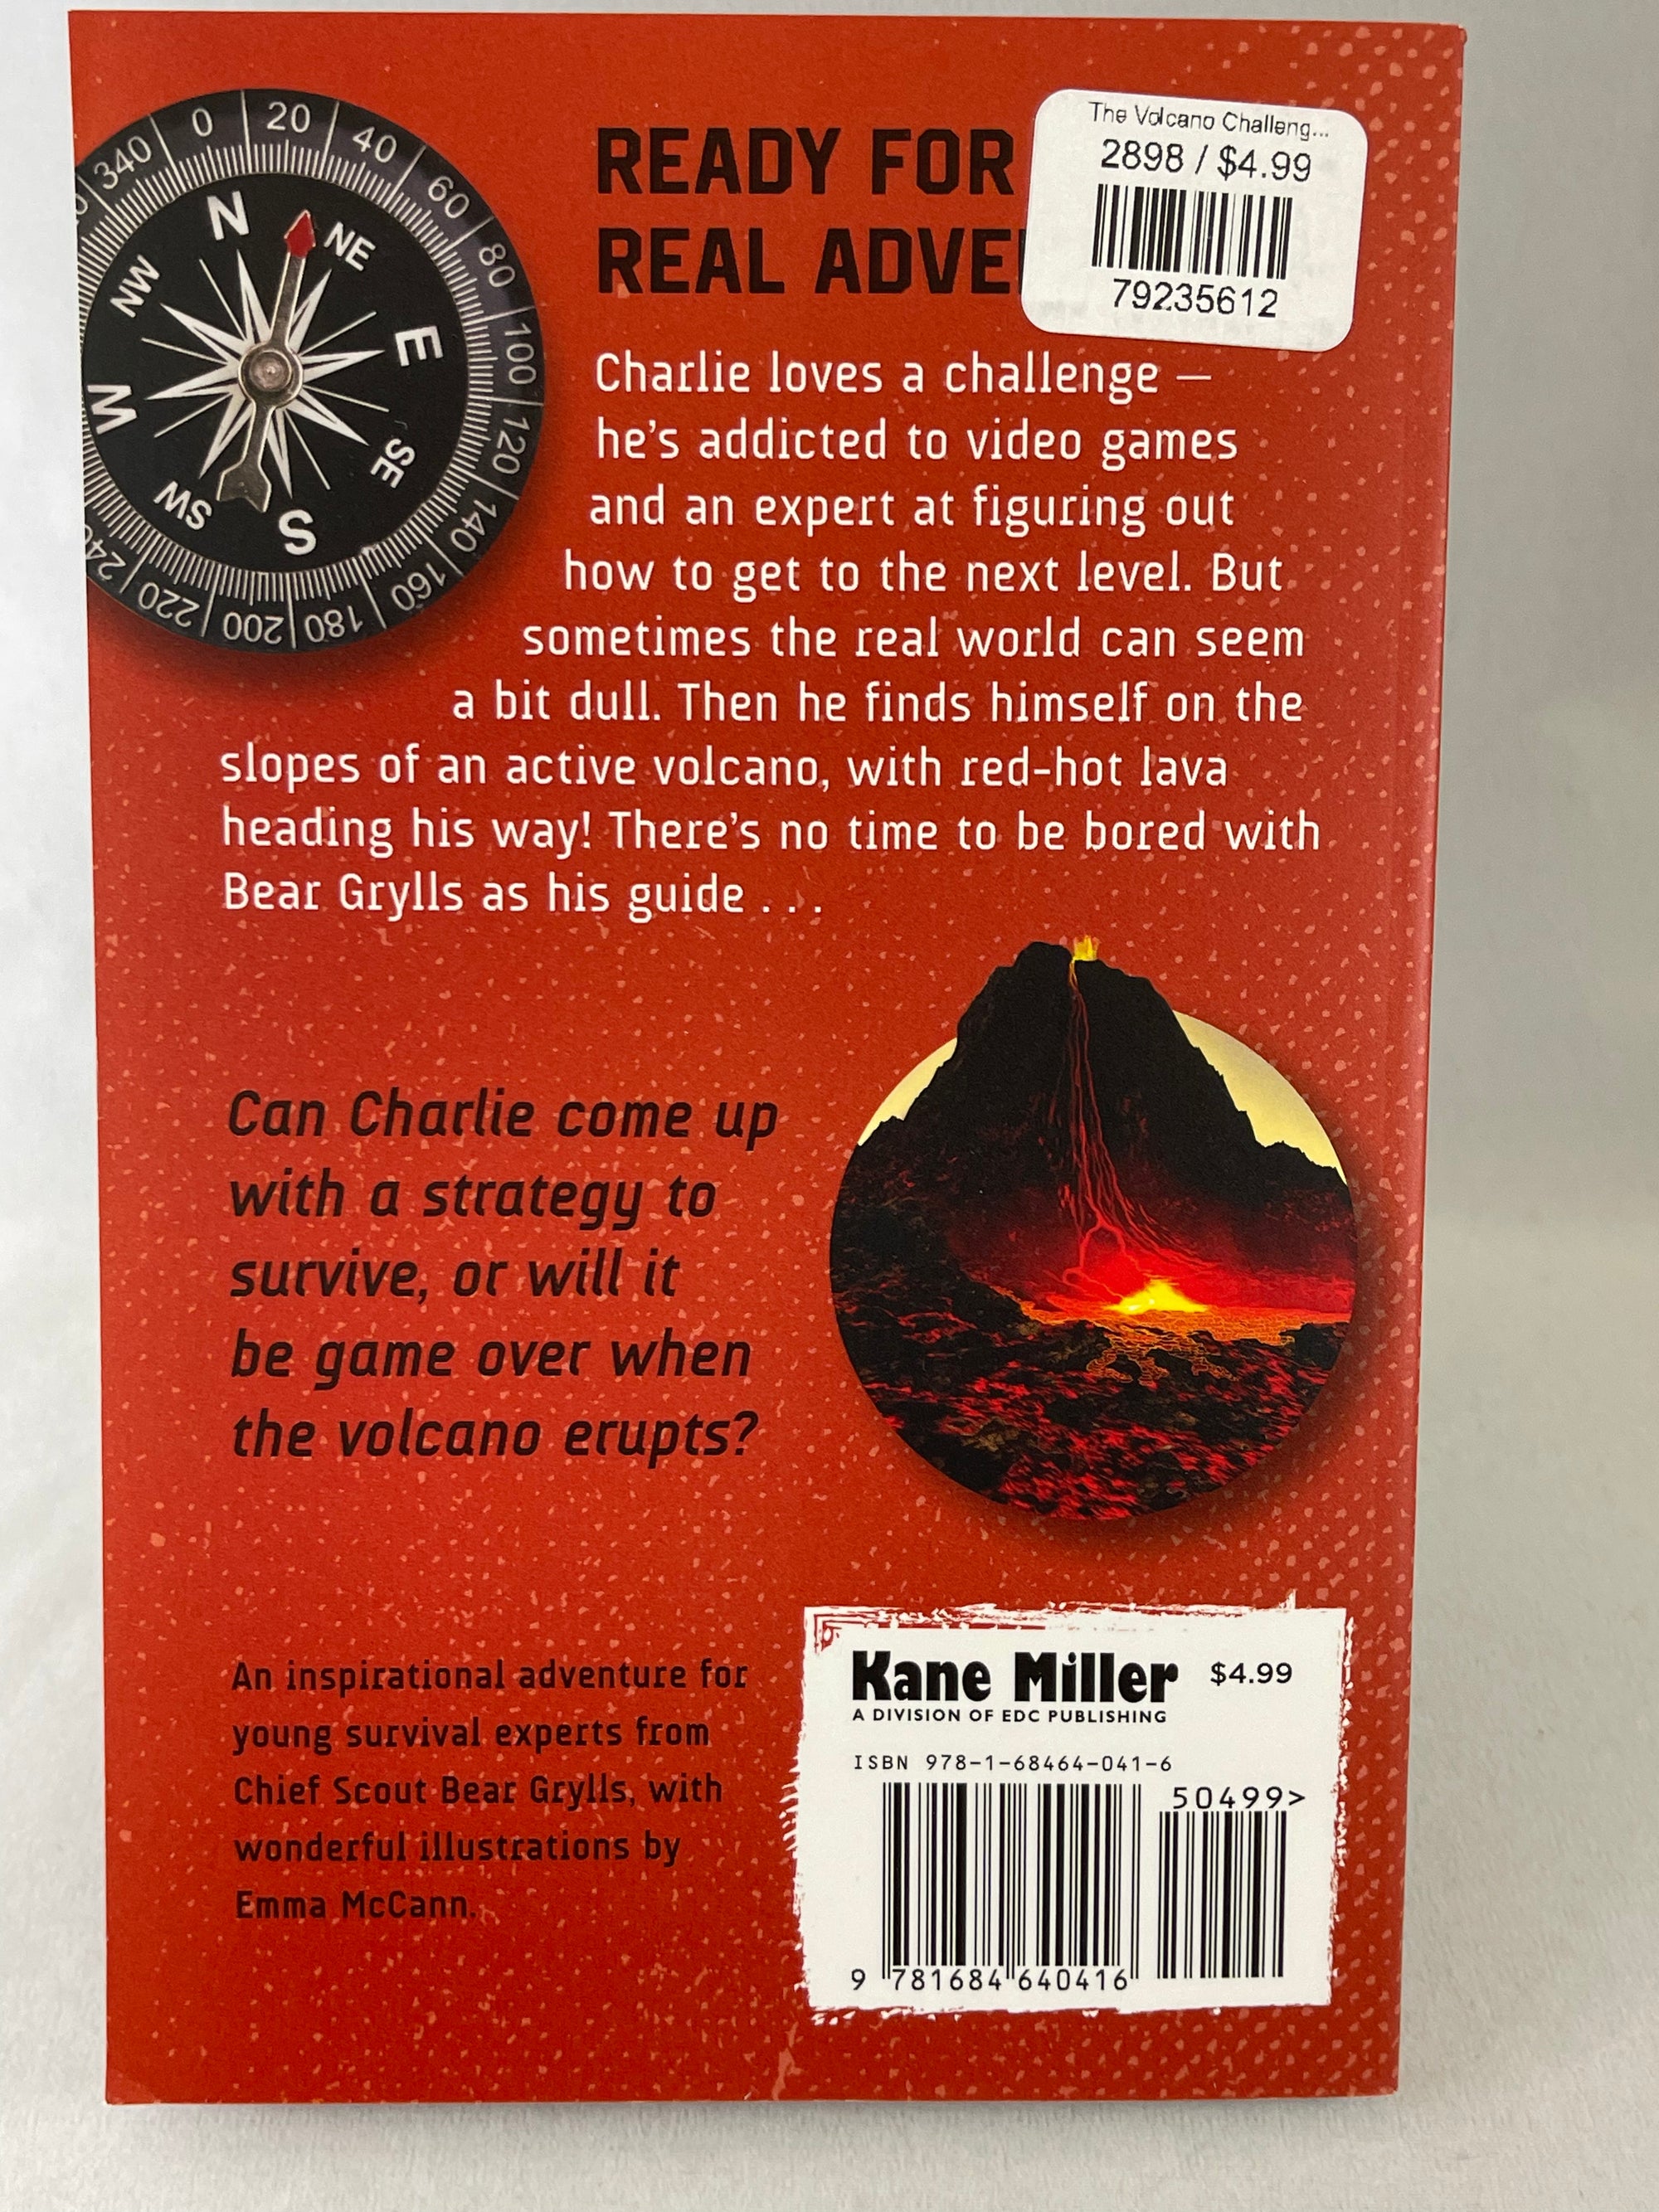 The Volcano Challeng...
2898 / $4.99
79235612
READY FOR
REAL ADVE
0 20 40 60 80 100 120 140 160 180 200 220 240 340
N NE E SE S SW W NW
Charlie loves a challenge –
he's addicted to video games
and an expert at figuring out
how to get to the next level. But
sometimes the real world can seem
a bit dull. Then he finds himself on the
slopes of an active volcano, with red-hot lava
heading his way! There's no time to be bored with
Bear Grylls as his guide . . .
Can Charlie come up
with a strategy to
survive, or will it
be game over when
the volcano erupts?
An inspirational adventure for
young survival experts from
Chief Scout Bear Grylls, with
wonderful illustrations by
Emma McCann.
Kane Miller $4.99
A DIVISION OF EDC PUBLISHING
ISBN 978-1-68464-041-6
50499>
9 781684 640416